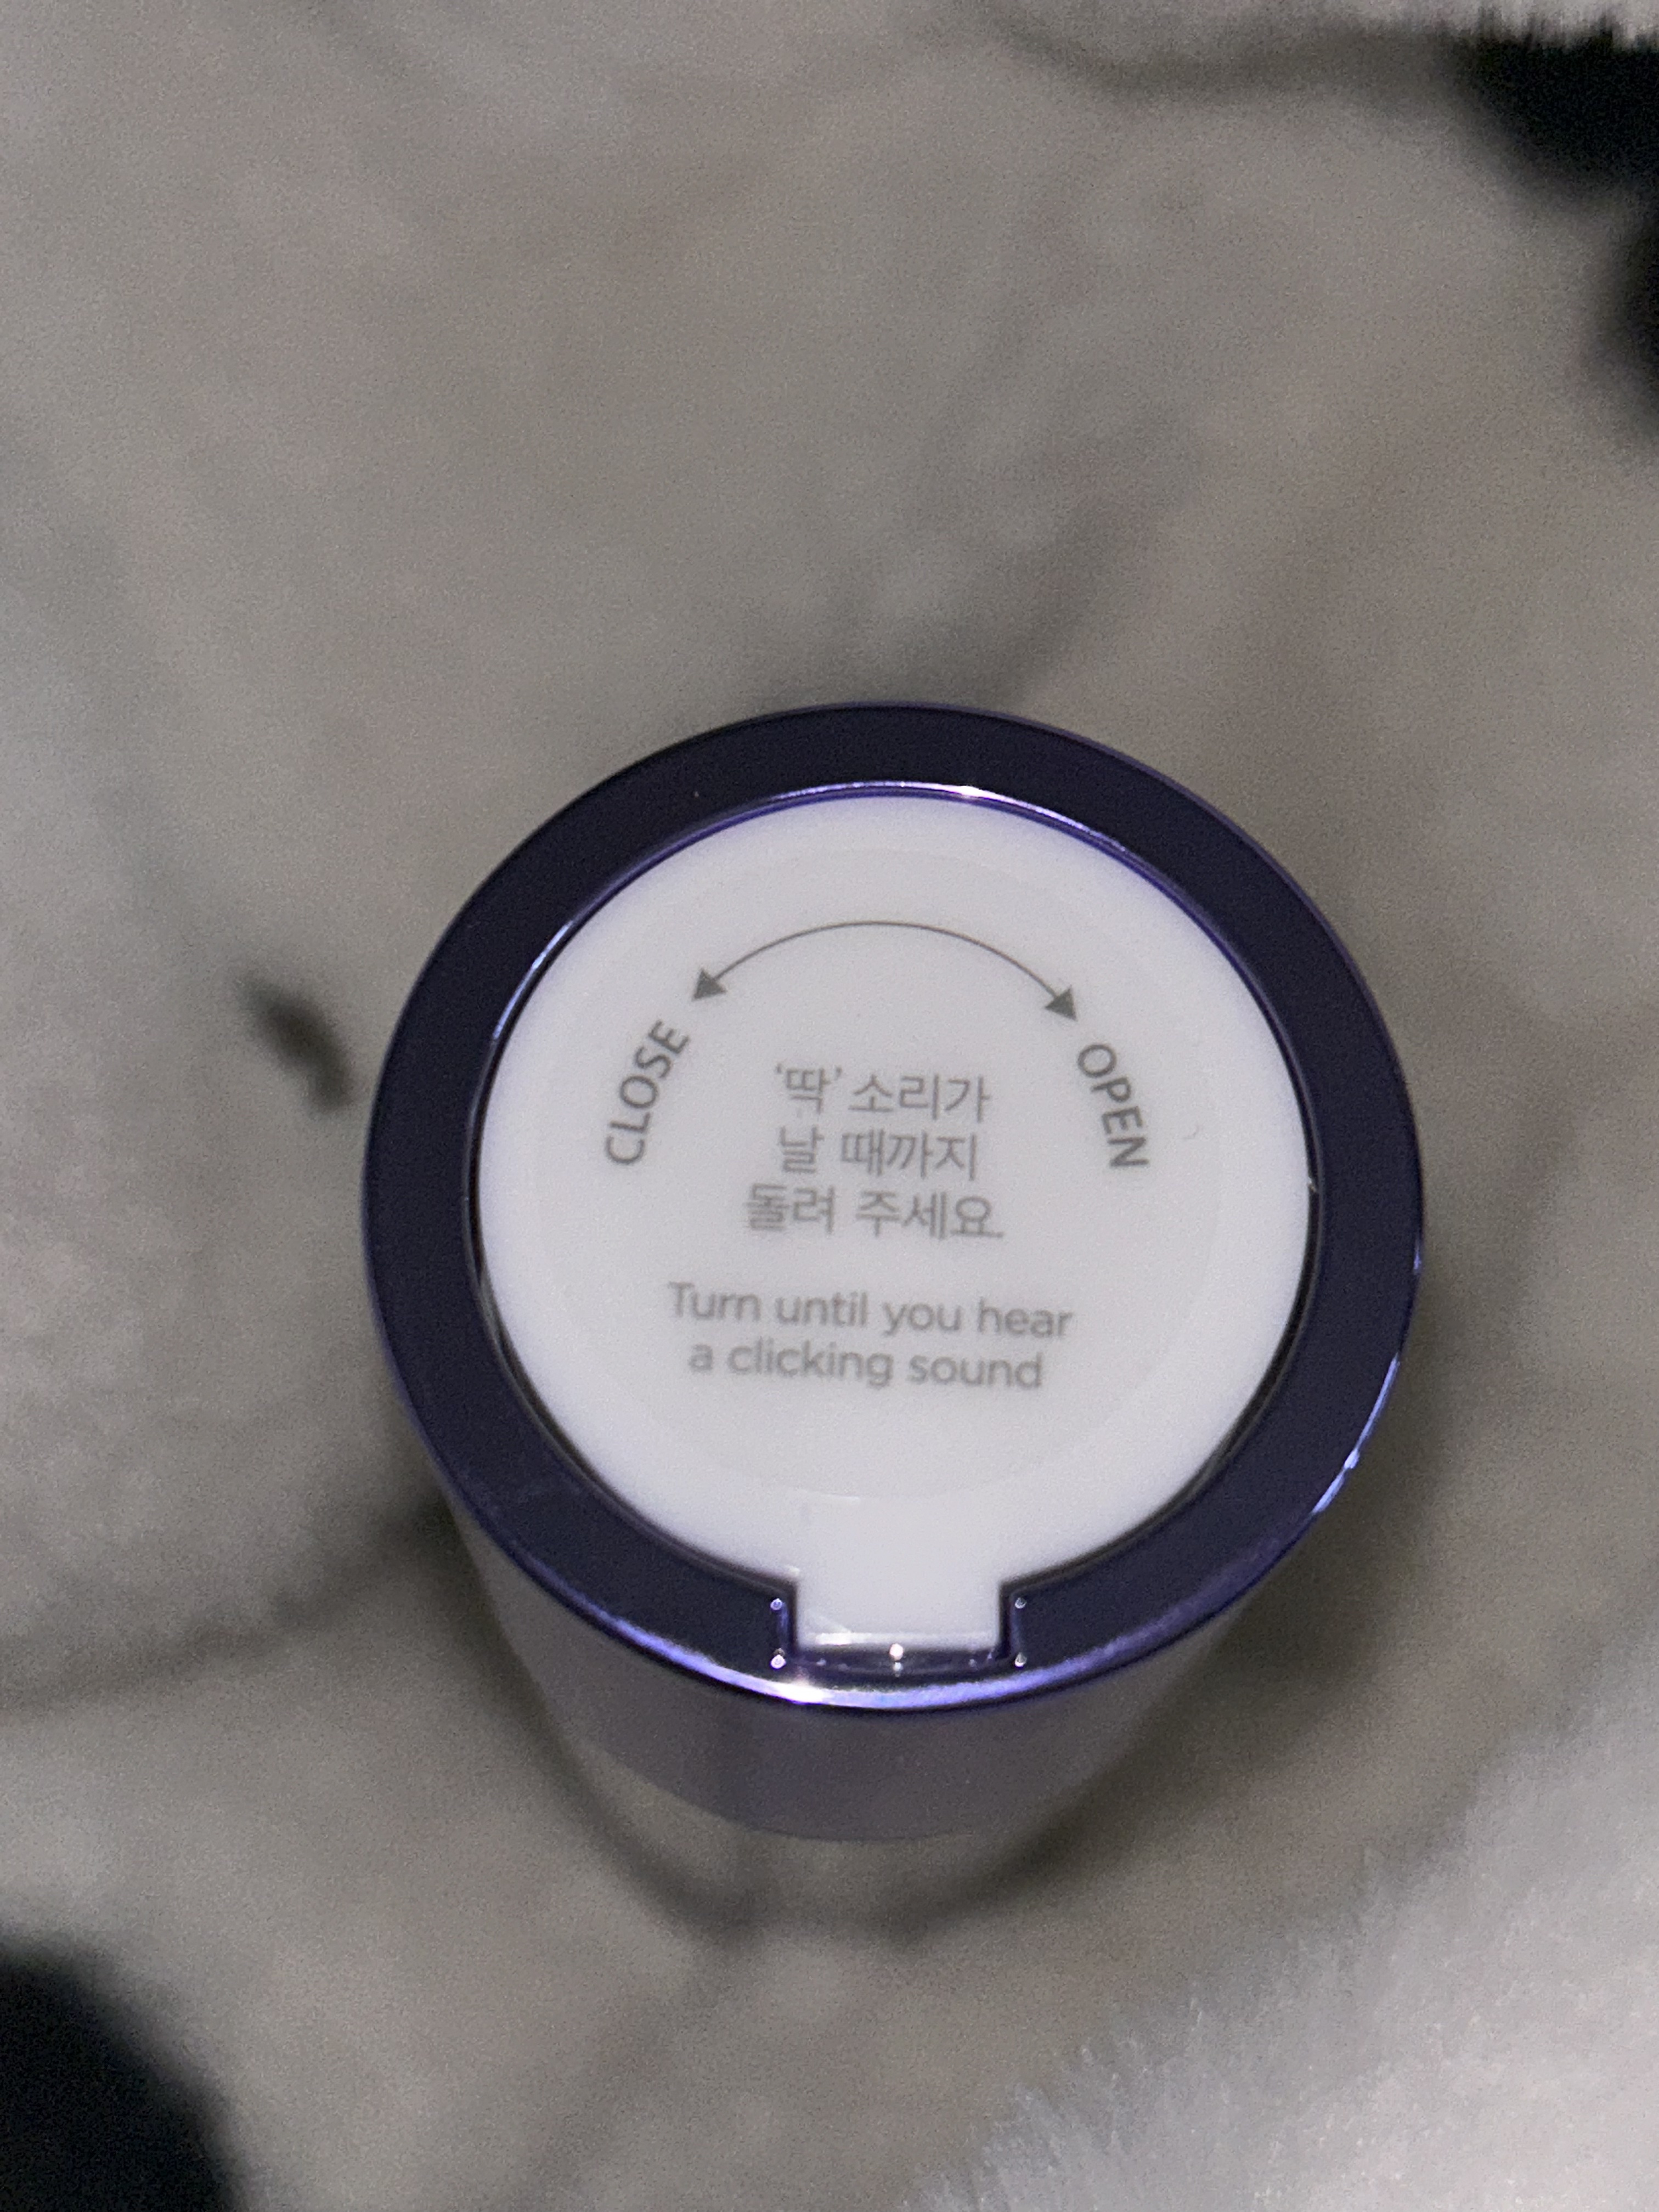 CLOSE
OPEN
‘딱’ 소리가
날 때까지
돌려 주세요.
Turn until you hear
a clicking sound